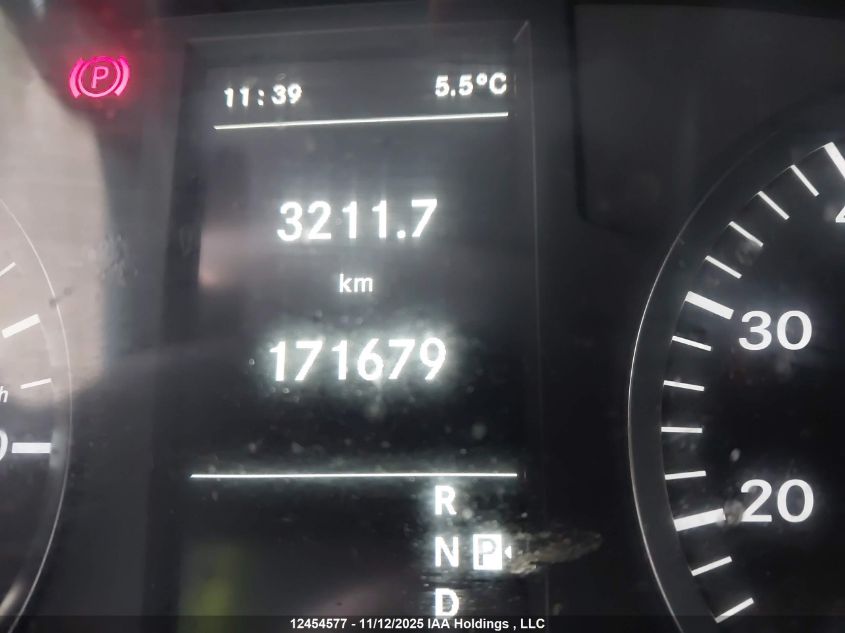 P
11:39 5.5°C
3211.7
km
171679
30
20
R
N P
D
12454577 - 11/12/2025 IAA Holdings , LLC